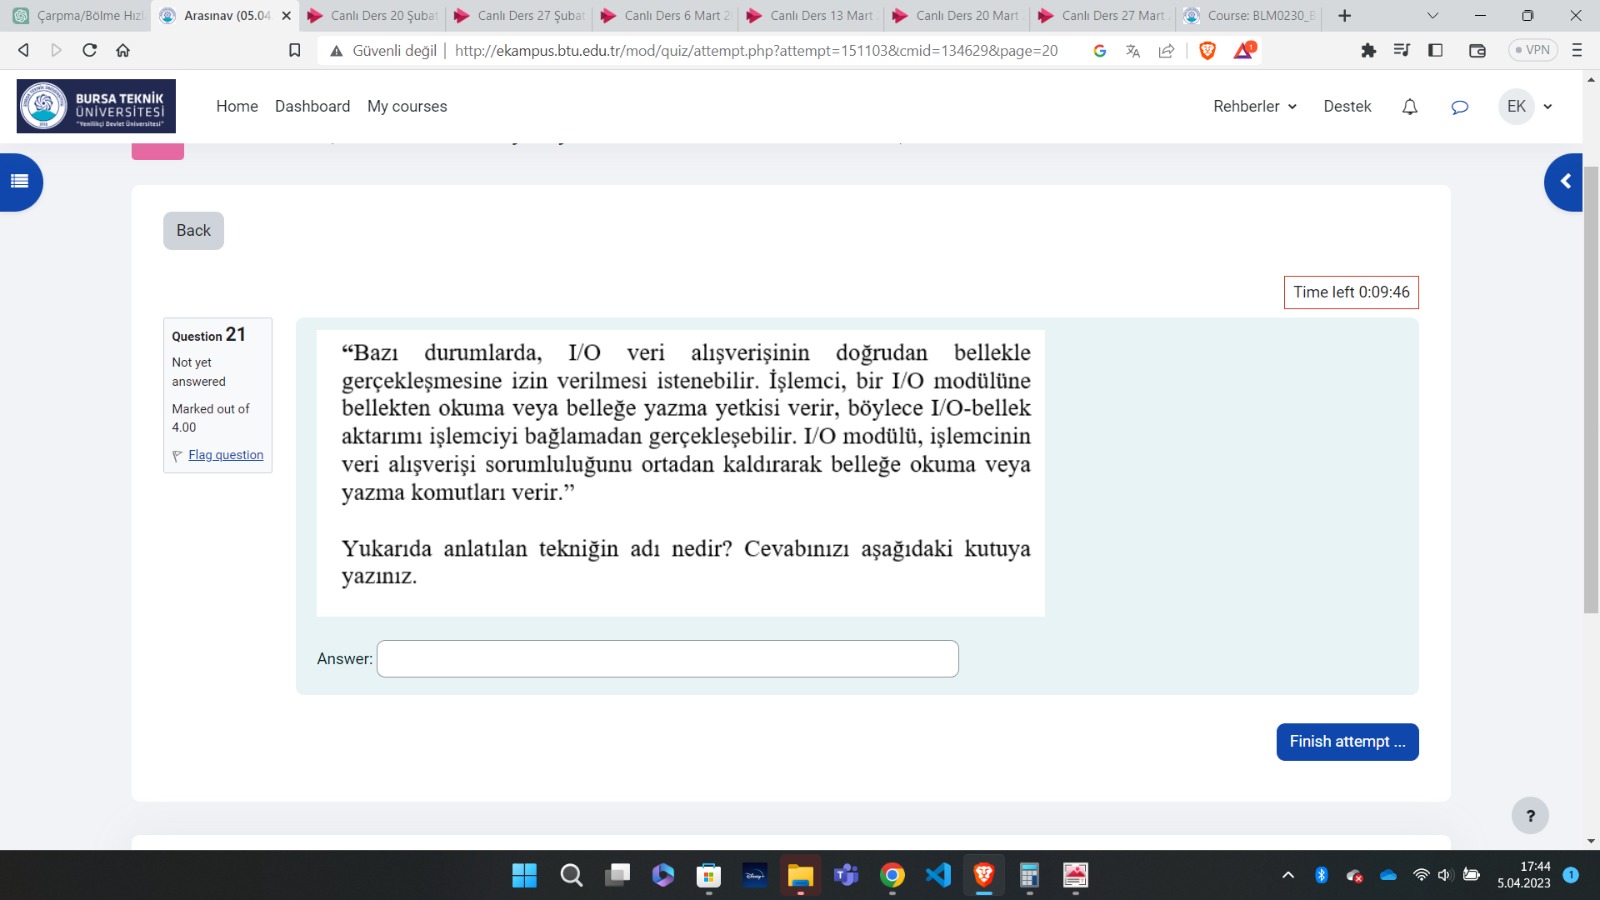 Çarpma/Bölme Hızl
Arasınav (05.04
Canlı Ders 20 Şubat
Canlı Ders 27 Şubat
Canlı Ders 6 Mart 2
Canlı Ders 13 Mart
Canlı Ders 20 Mart
Canlı Ders 27 Mart
Course: BLM0230_B
Güvenli değil
http://ekampus.btu.edu.tr/mod/quiz/attempt.php?attempt=151103&cmid=134629&page=20
VPN
BURSA TEKNİK
ÜNİVERSİTESİ
"Yenilikçi Devlet Üniversitesi"
Home Dashboard My courses
Rehberler Destek EK
Back
Time left 0:09:46
Question 21
Not yet
answered
Marked out of
4.00
Flag question
“Bazı durumlarda, I/O veri alışverişinin doğrudan bellekle
gerçekleşmesine izin verilmesi istenebilir. İşlemci, bir I/O modülüne
bellekten okuma veya belleğe yazma yetkisi verir, böylece I/O-bellek
aktarımı işlemciyi bağlamadan gerçekleşebilir. I/O modülü, işlemcinin
veri alışverişi sorumluluğunu ortadan kaldırarak belleğe okuma veya
yazma komutları verir.”
Yukarıda anlatılan tekniğin adı nedir? Cevabınızı aşağıdaki kutuya
yazınız.
Answer:
Finish attempt ...
?
17:44
5.04.2023
1